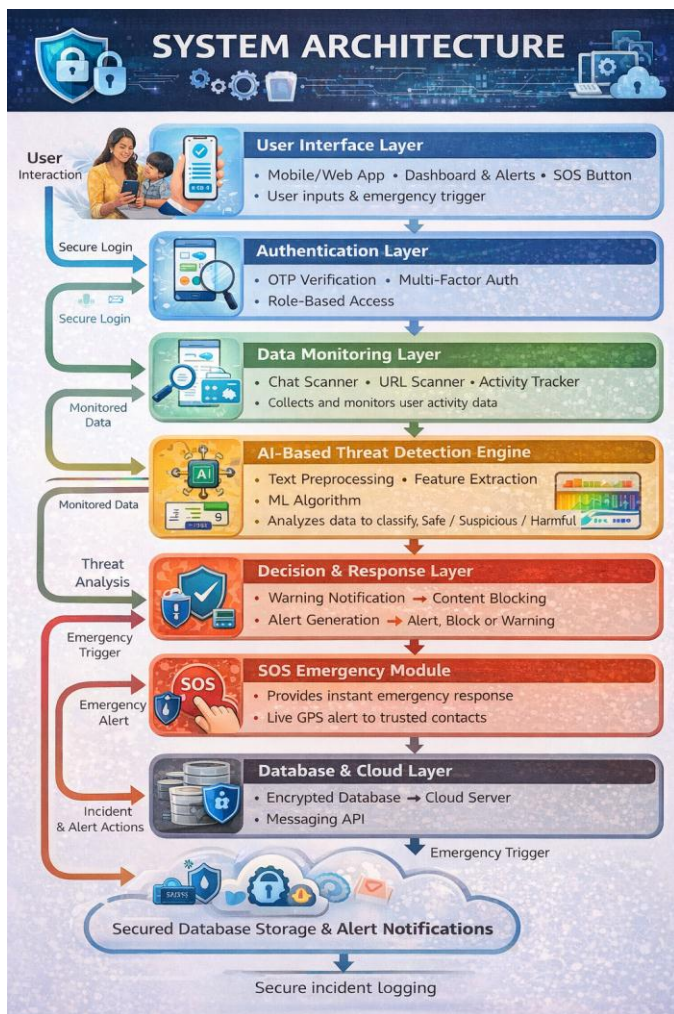 SYSTEM ARCHITECTURE
User
Interaction
User Interface Layer
• Mobile/Web App • Dashboard & Alerts • SOS Button
• User inputs & emergency trigger
Secure Login
Authentication Layer
• OTP Verification • Multi-Factor Auth
• Role-Based Access
Secure Login
Data Monitoring Layer
• Chat Scanner • URL Scanner • Activity Tracker
• Collects and monitors user activity data
Monitored
Data
AI-Based Threat Detection Engine
AI
• Text Preprocessing • Feature Extraction
• ML Algorithm
• Analyzes data to classify, Safe / Suspicious / Harmful
Monitored Data
Threat
Analysis
Decision & Response Layer
• Warning Notification → Content Blocking
• Alert Generation → Alert, Block or Warning
Emergency
Trigger
SOS Emergency Module
SOS
• Provides instant emergency response
• Live GPS alert to trusted contacts
Emergency
Alert
Database & Cloud Layer
• Encrypted Database → Cloud Server
• Messaging API
Incident
& Alert Actions
Emergency Trigger
Secured Database Storage & Alert Notifications
Secure incident logging